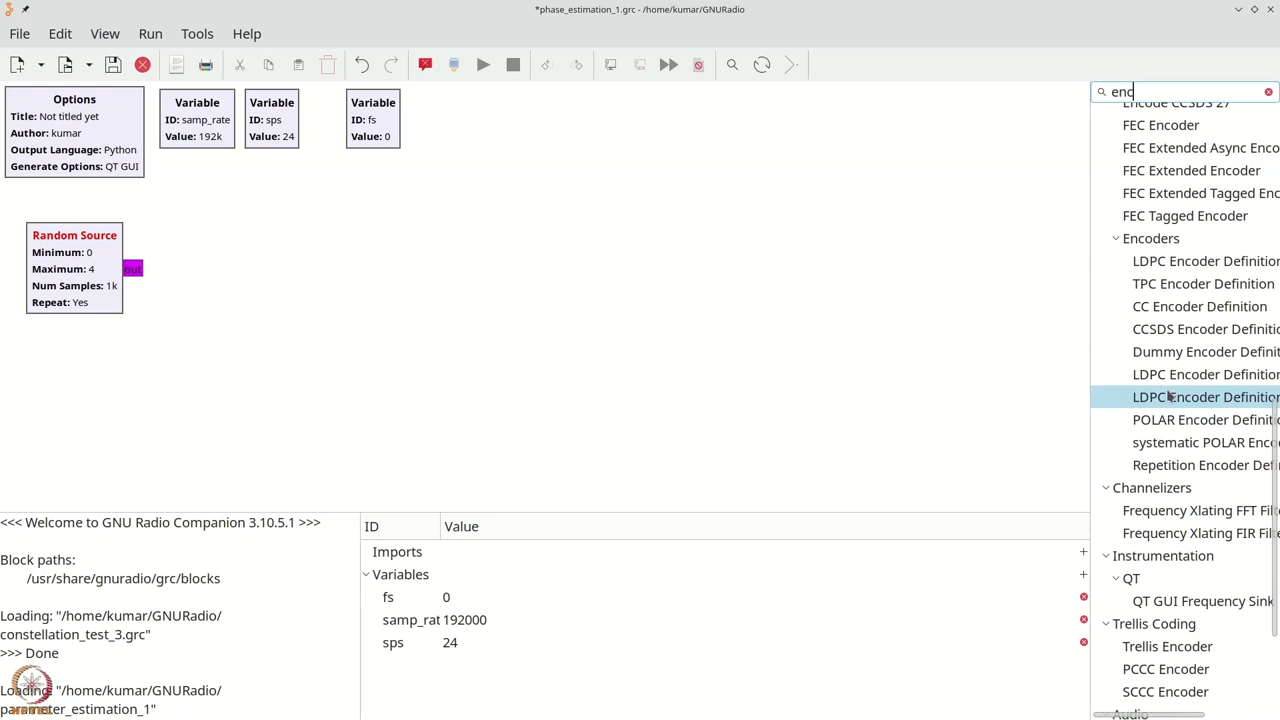 *phase_estimation_1.grc - /home/kumar/GNURadio
File Edit View Run Tools Help
Options
Title: Not titled yet
Author: kumar
Output Language: Python
Generate Options: QT GUI
Variable
ID: samp_rate
Value: 192k
Variable
ID: sps
Value: 24
Variable
ID: fs
Value: 0
Random Source
Minimum: 0
Maximum: 4
Num Samples: 1k
Repeat: Yes
out
enc
Encode CCSDS 27
FEC Encoder
FEC Extended Async Enco
FEC Extended Encoder
FEC Extended Tagged Enc
FEC Tagged Encoder
Encoders
LDPC Encoder Definition
TPC Encoder Definition
CC Encoder Definition
CCSDS Encoder Definitio
Dummy Encoder Definit
LDPC Encoder Definition
LDPC Encoder Definition
POLAR Encoder Definiti
systematic POLAR Enco
Repetition Encoder Defi
Channelizers
Frequency Xlating FFT Filt
Frequency Xlating FIR Filte
Instrumentation
QT
QT GUI Frequency Sink
Trellis Coding
Trellis Encoder
PCCC Encoder
SCCC Encoder
Audio
<<< Welcome to GNU Radio Companion 3.10.5.1 >>>
Block paths:
/usr/share/gnuradio/grc/blocks
Loading: "/home/kumar/GNURadio/
constellation_test_3.grc"
>>> Done
Loading: "/home/kumar/GNURadio/
parameter_estimation_1"
ID Value
Imports
Variables
fs 0
samp_rat 192000
sps 24
NPTEL